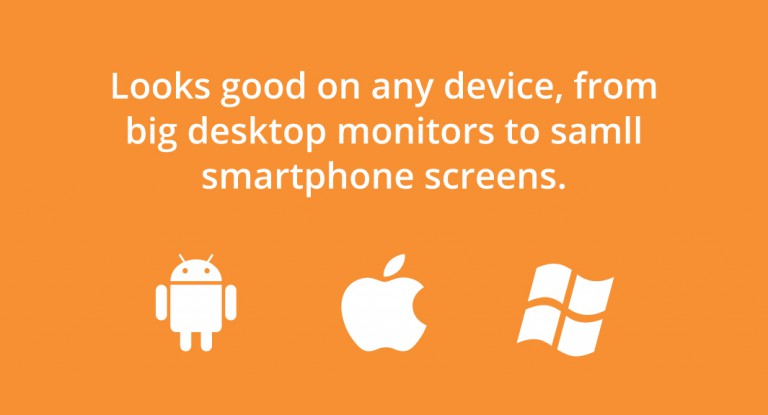 Looks good on any device, from
big desktop monitors to samll
smartphone screens.